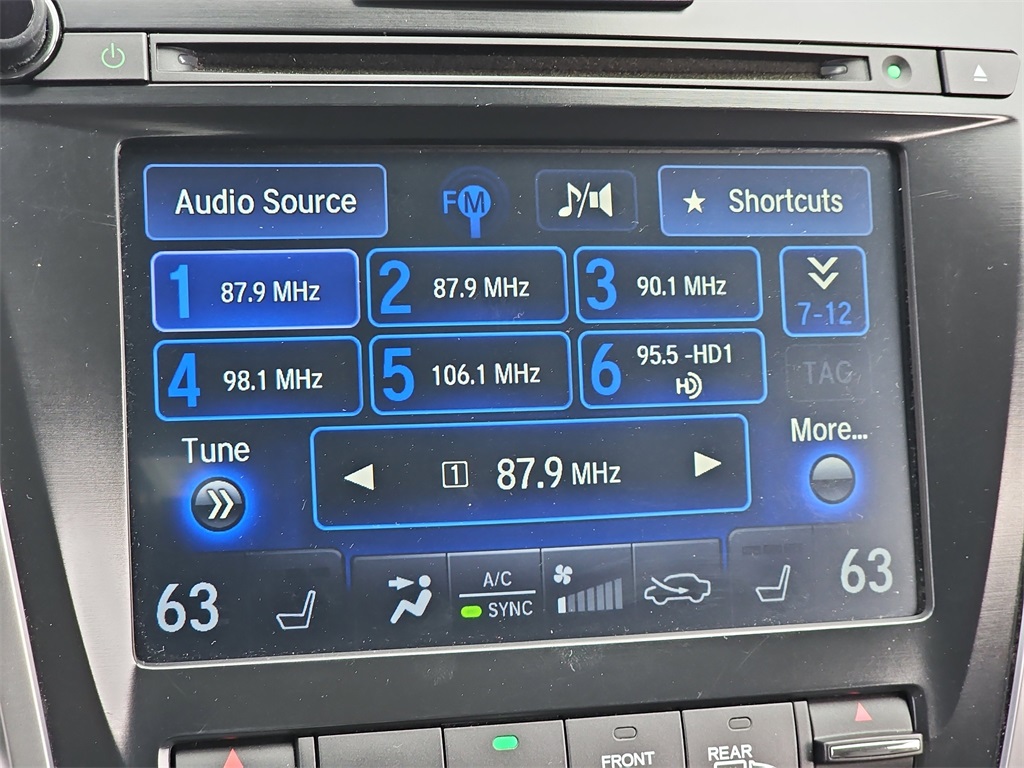 Audio Source
FM
Shortcuts
1 87.9 MHz
2 87.9 MHz
3 90.1 MHz
7-12
4 98.1 MHz
5 106.1 MHz
6 95.5 -HD1
HD
TAG
Tune
1 87.9 MHz
More...
63
A/C
SYNC
63
FRONT
REAR